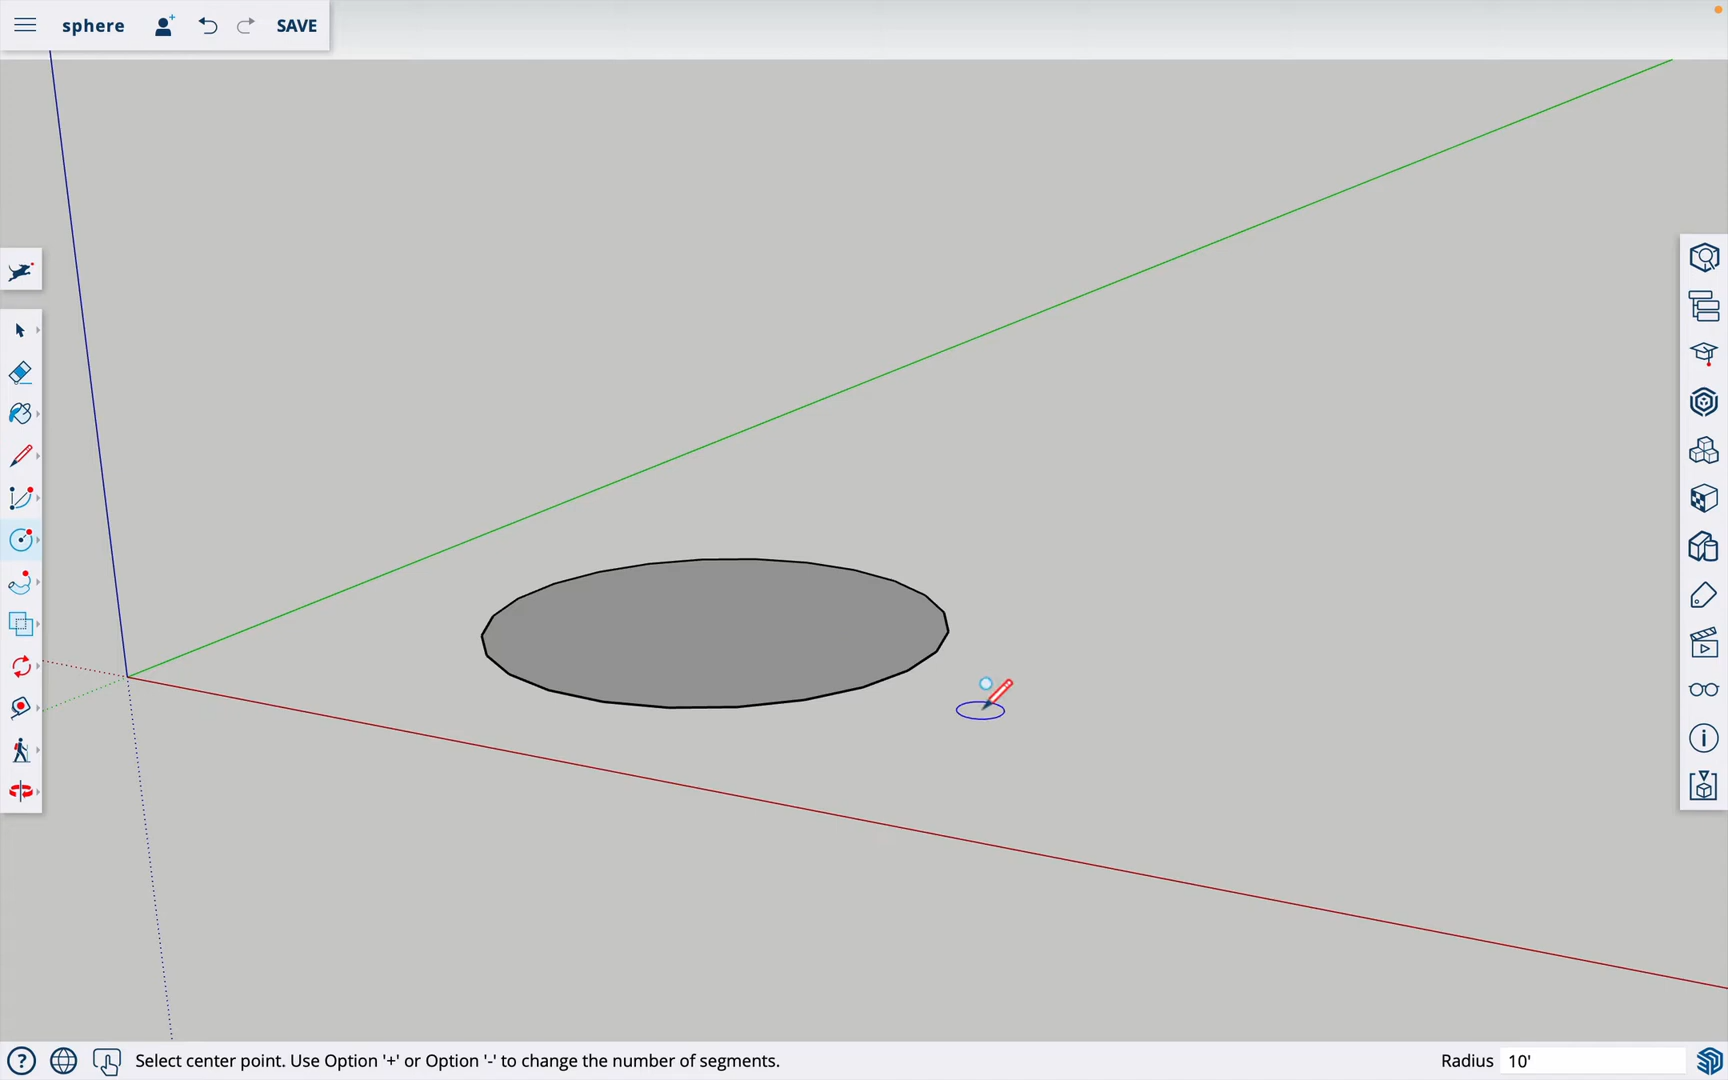 sphere
SAVE
Select center point. Use Option '+' or Option '-' to change the number of segments.
Radius 10'